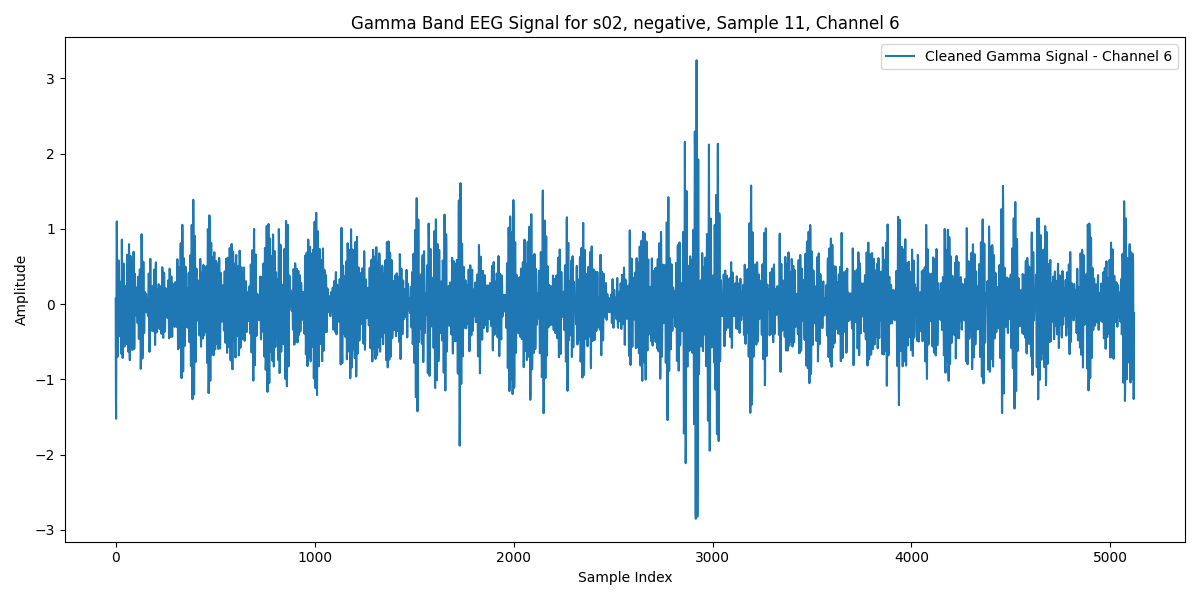 Gamma Band EEG Signal for s02, negative, Sample 11, Channel 6
Cleaned Gamma Signal - Channel 6
Amplitude
3
2
1
0
−1
−2
−3
0 1000 2000 3000 4000 5000
Sample Index